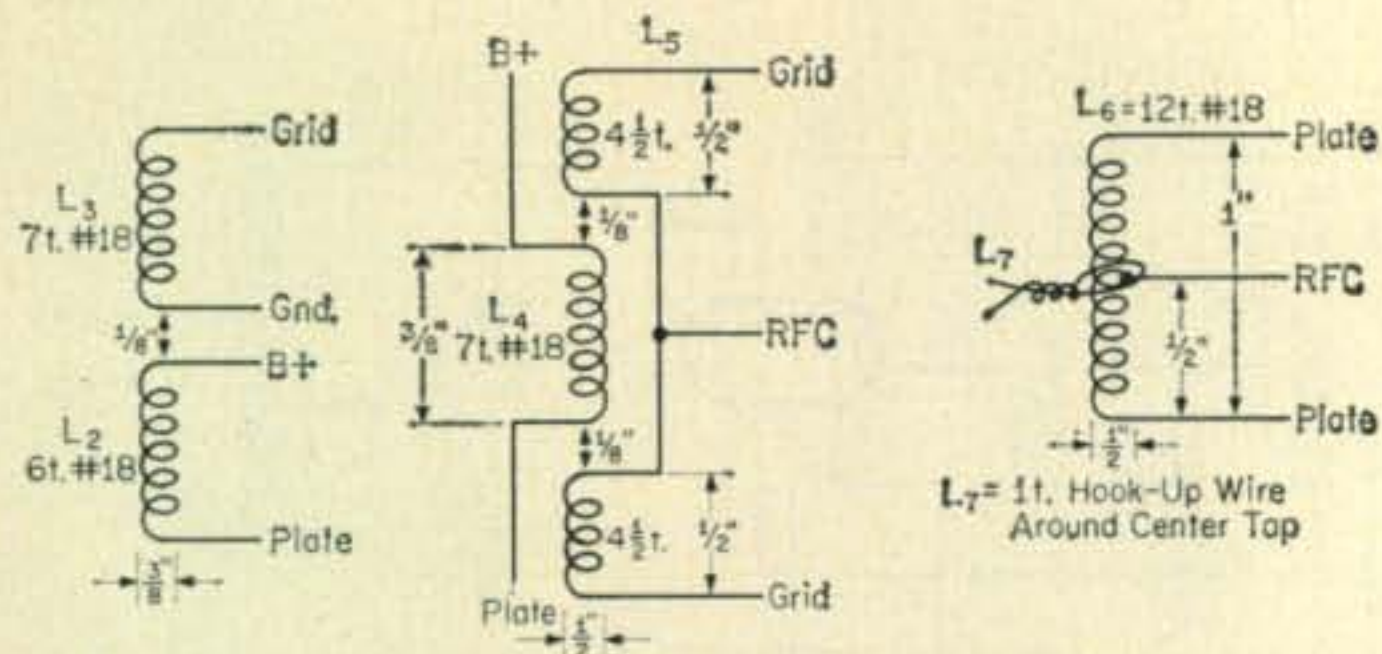 Grid
L3
7t. #18
Gnd.
1/8"
B+
L2
6t. #18
Plate
5/8"
B+
L5
Grid
4 1/2 t.
1/2"
1/8"
3/8"
L4
7t. #18
RFC
1/8"
4 1/2 t.
1/2"
Plate
Grid
1/2"
L6=12t. #18
Plate
1"
L7
RFC
1/2"
Plate
1/2"
L7= 1t. Hook-Up Wire
Around Center Tap